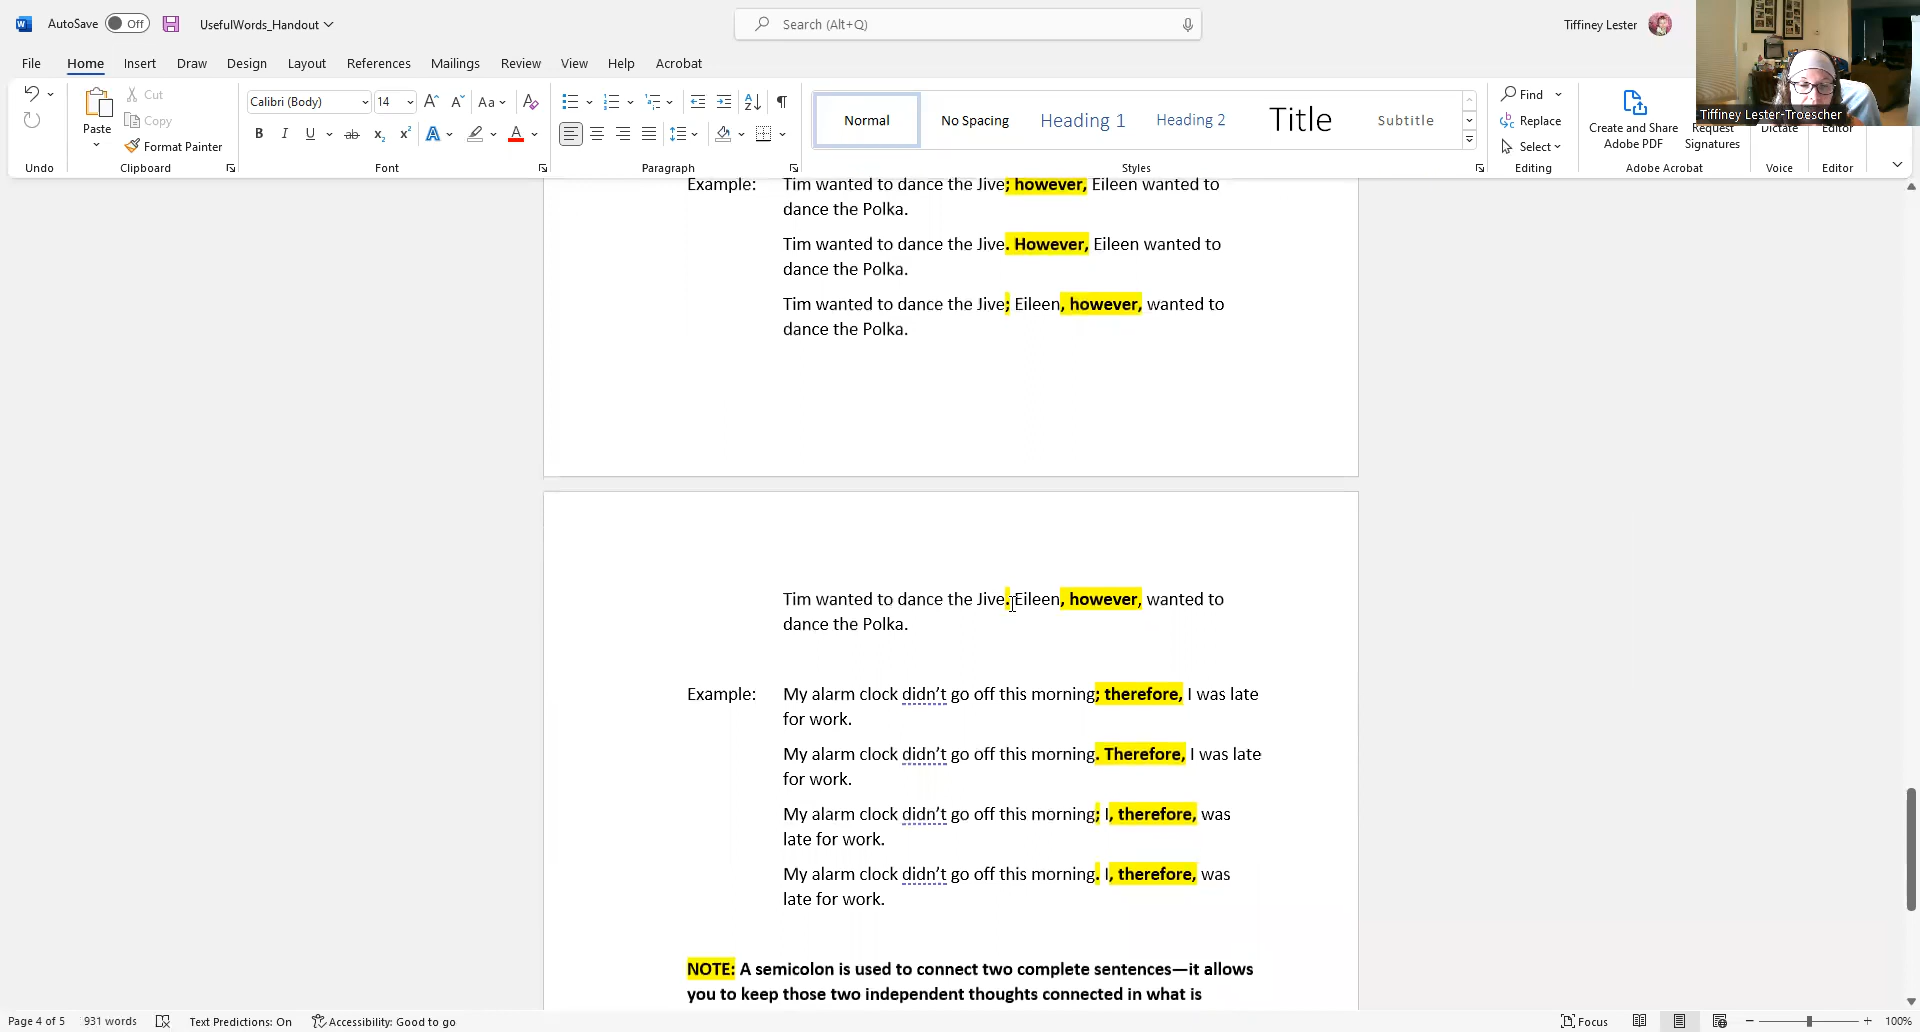 AutoSave Off UsefulWords_Handout Search (Alt+Q) Tiffiney Lester
File Home Insert Draw Design Layout References Mailings Review View Help Acrobat
Tiffiney Lester-Troescher
Undo
Paste
Cut
Copy
Format Painter
Clipboard
Calibri (Body) 14
Font
Paragraph
Normal No Spacing Heading 1 Heading 2 Title Subtitle
Styles
Find
Replace
Select
Editing
Create and Share
Adobe PDF
Request
Signatures
Adobe Acrobat
Dictate
Voice
Editor
Editor
Example: Tim wanted to dance the Jive; however, Eileen wanted to
dance the Polka.
Tim wanted to dance the Jive. However, Eileen wanted to
dance the Polka.
Tim wanted to dance the Jive; Eileen, however, wanted to
dance the Polka.
Tim wanted to dance the Jive. Eileen, however, wanted to
dance the Polka.
Example: My alarm clock didn’t go off this morning; therefore, I was late
for work.
My alarm clock didn’t go off this morning. Therefore, I was late
for work.
My alarm clock didn’t go off this morning; I, therefore, was
late for work.
My alarm clock didn’t go off this morning. I, therefore, was
late for work.
NOTE: A semicolon is used to connect two complete sentences—it allows
you to keep those two independent thoughts connected in what is
Page 4 of 5 931 words Text Predictions: On Accessibility: Good to go Focus 100%